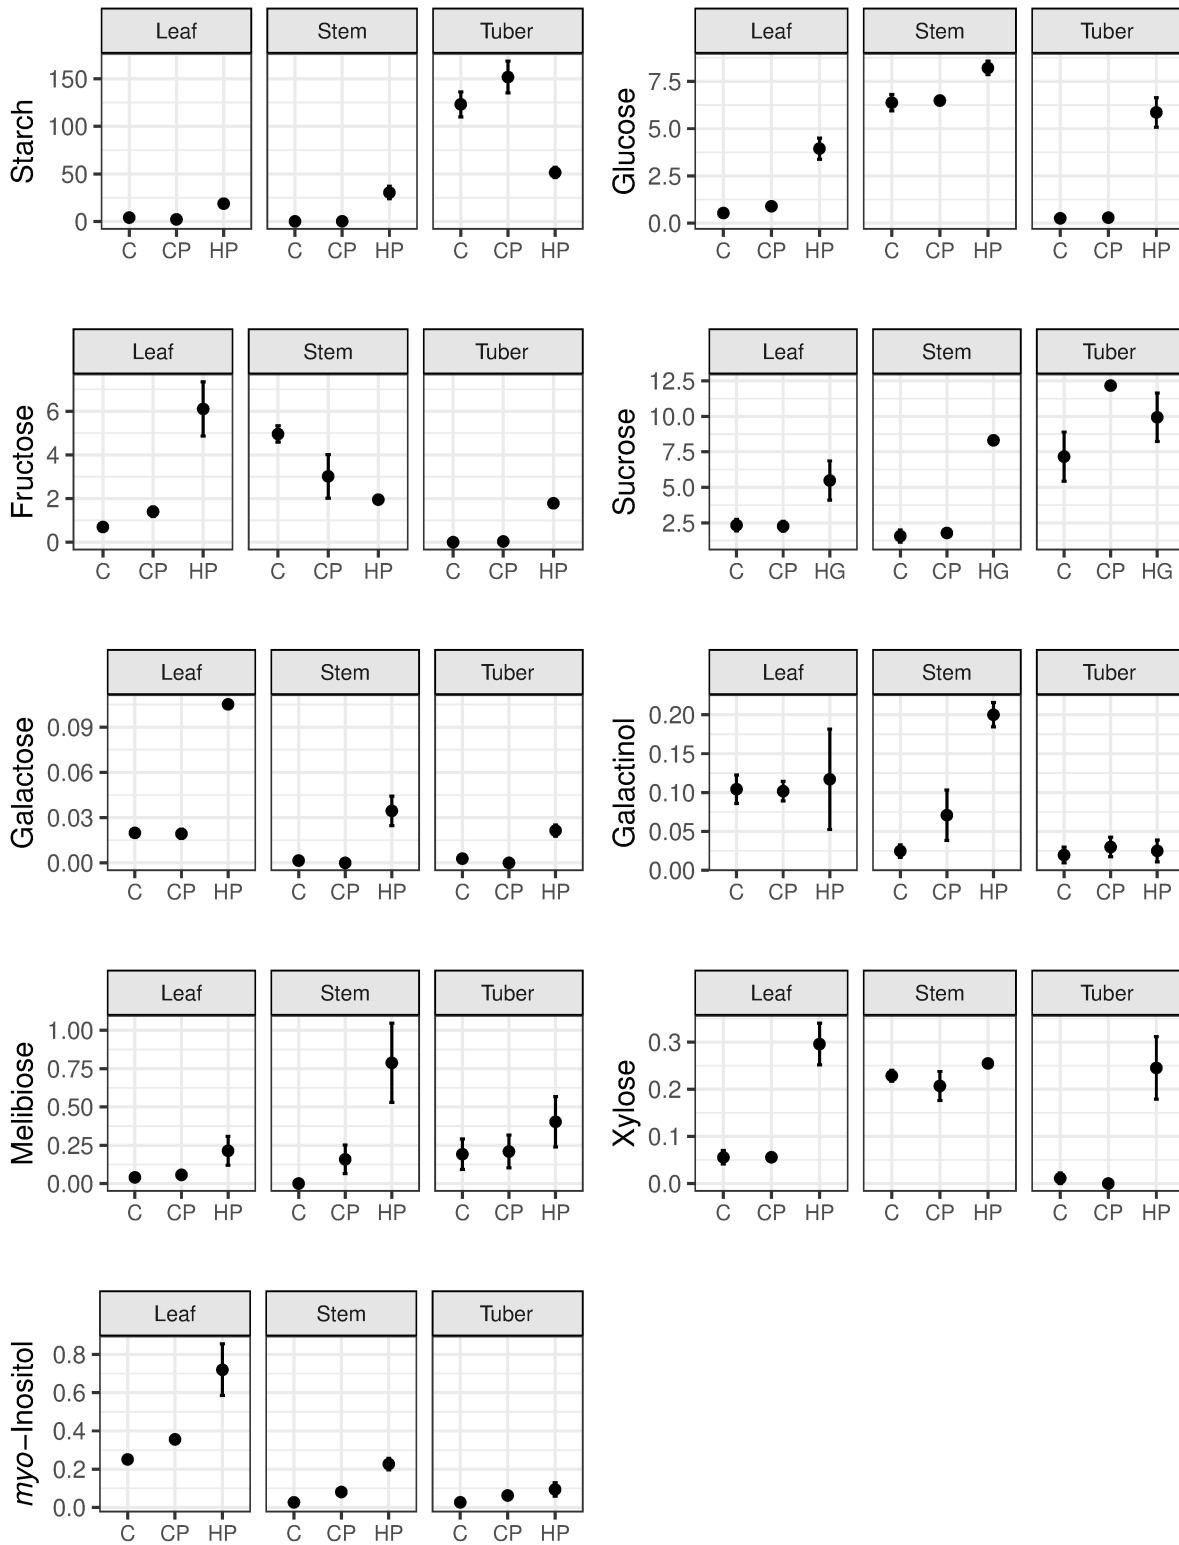 Leaf Stem Tuber
Starch
150
100
50
0
C CP HP C CP HP C CP HP
Leaf Stem Tuber
Glucose
7.5
5.0
2.5
0.0
C CP HP C CP HP C CP HP
Leaf Stem Tuber
Fructose
6
4
2
0
C CP HP C CP HP C CP HP
Leaf Stem Tuber
Sucrose
12.5
10.0
7.5
5.0
2.5
C CP HG C CP HG C CP HG
Leaf Stem Tuber
Galactose
0.09
0.06
0.03
0.00
C CP HP C CP HP C CP HP
Leaf Stem Tuber
Galactinol
0.20
0.15
0.10
0.05
0.00
C CP HP C CP HP C CP HP
Leaf Stem Tuber
Melibiose
1.00
0.75
0.50
0.25
0.00
C CP HP C CP HP C CP HP
Leaf Stem Tuber
Xylose
0.3
0.2
0.1
0.0
C CP HP C CP HP C CP HP
Leaf Stem Tuber
myo−Inositol
0.8
0.6
0.4
0.2
0.0
C CP HP C CP HP C CP HP